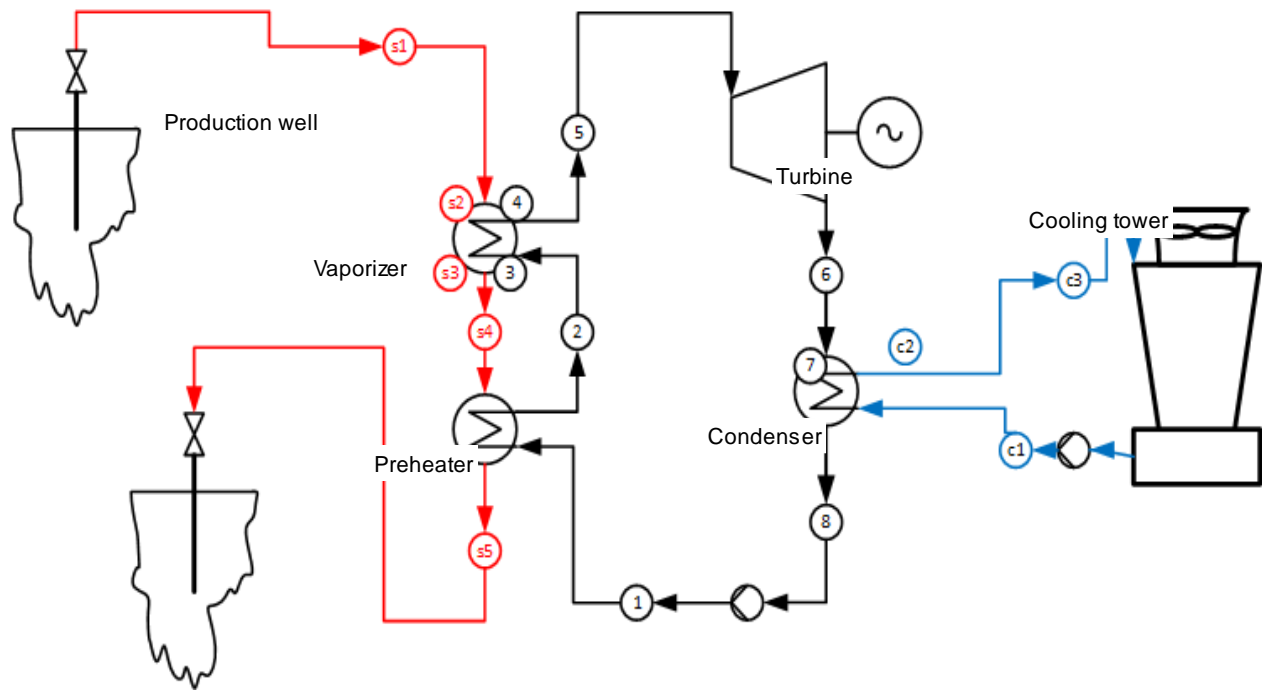 s1
Production well
5
Turbine
s2
4
Cooling tower
Vaporizer
s3
3
6
c3
s4
2
c2
7
Condenser
c1
Preheater
8
s5
1